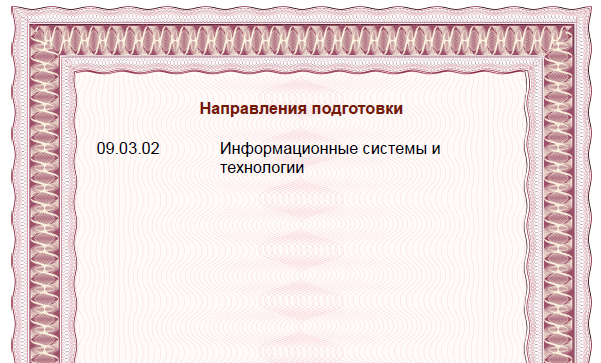 Направления подготовки
09.03.02 Информационные системы и
технологии